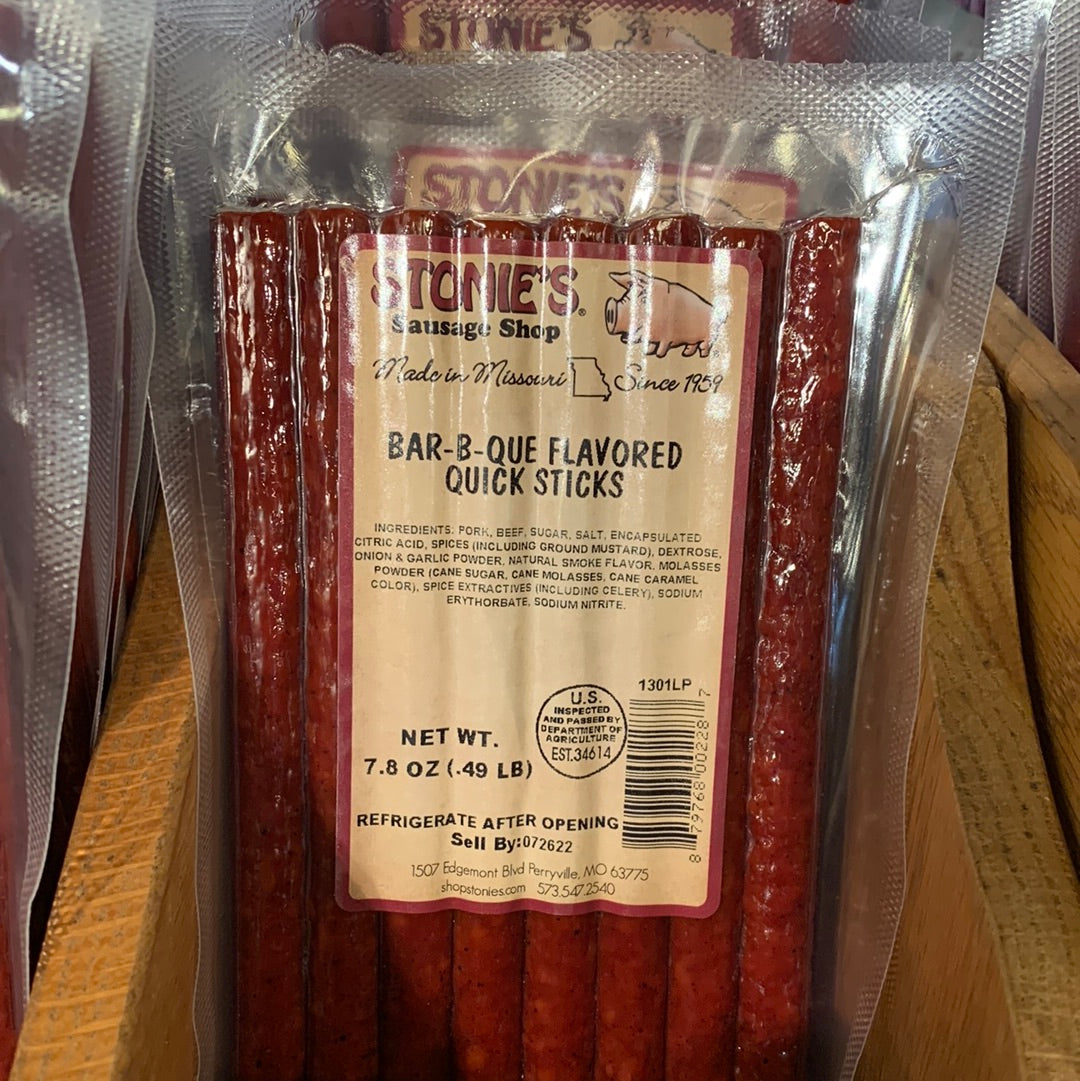 STONIE'S
STONIE'S
STONIE'S®
Sausage Shop
Made in Missouri Since 1959
BAR-B-QUE FLAVORED
QUICK STICKS
INGREDIENTS: PORK, BEEF, SUGAR, SALT, ENCAPSULATED
CITRIC ACID, SPICES (INCLUDING GROUND MUSTARD), DEXTROSE,
ONION & GARLIC POWDER, NATURAL SMOKE FLAVOR, MOLASSES
POWDER (CANE SUGAR, CANE MOLASSES, CANE CARAMEL
COLOR), SPICE EXTRACTIVES (INCLUDING CELERY), SODIUM
ERYTHORBATE, SODIUM NITRITE.
1301LP
U.S.
INSPECTED
AND PASSED BY
DEPARTMENT OF
AGRICULTURE
EST.34614
8 79768 00228 7
NET WT.
7.8 OZ (.49 LB)
REFRIGERATE AFTER OPENING
Sell By:072622
1507 Edgemont Blvd Perryville, MO 63775
shopstonies.com 573.547.2540